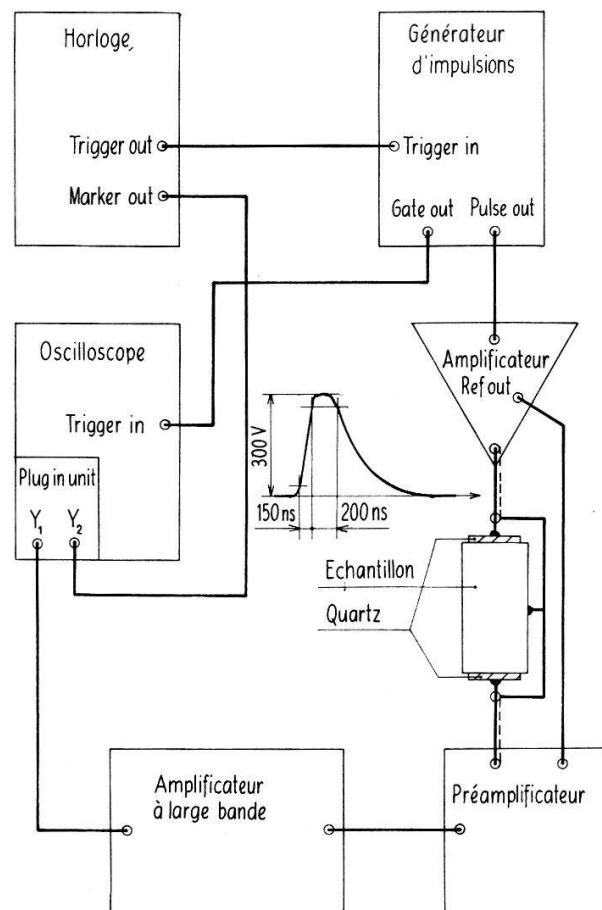 Horloge
Générateur
d'impulsions
Trigger out
Trigger in
Marker out
Gate out
Pulse out
Oscilloscope
Trigger in
Plug in unit
Y1
Y2
Amplificateur
Ref out
300 V
150 ns
200 ns
Echantillon
Quartz
Amplificateur
à large bande
Préamplificateur